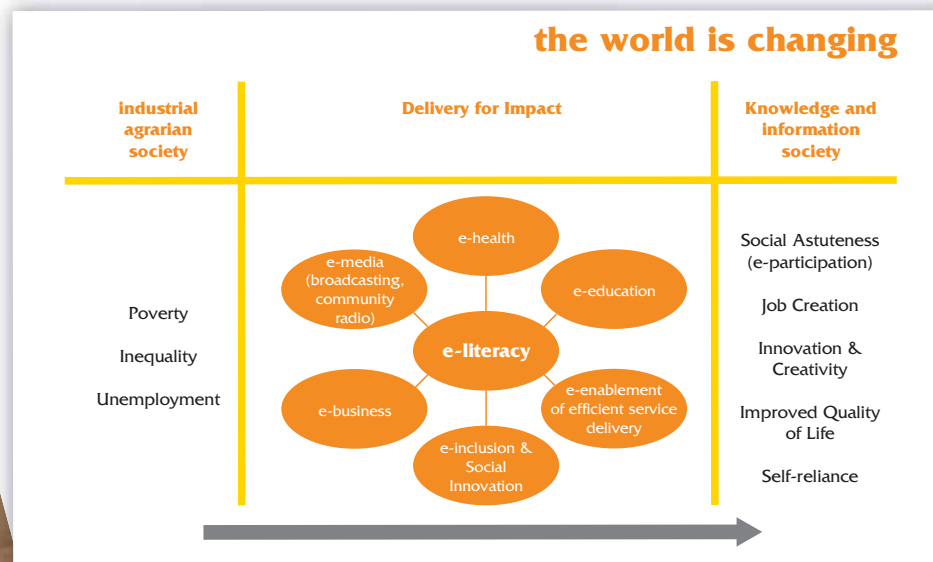 the world is changing
industrial
agrarian
society
Delivery for Impact
Knowledge and
information
society
Poverty
Inequality
Unemployment
e-health
e-media
(broadcasting,
community
radio)
e-education
e-literacy
e-business
e-enablement
of efficient service
delivery
e-inclusion &
Social
Innovation
Social Astuteness
(e-participation)
Job Creation
Innovation &
Creativity
Improved Quality
of Life
Self-reliance